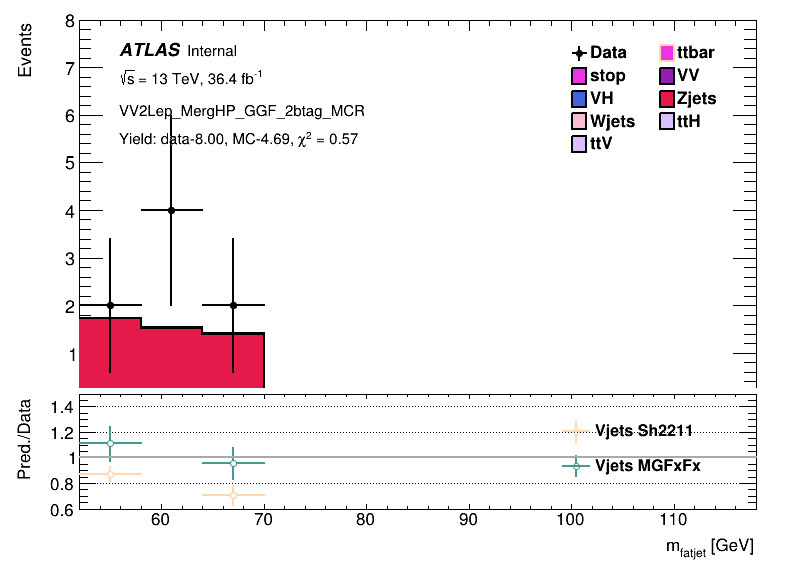 Events
8
7
6
5
4
3
2
1
ATLAS Internal
√s = 13 TeV, 36.4 fb⁻¹
VV2Lep_MergHP_GGF_2btag_MCR
Yield: data-8.00, MC-4.69, χ² = 0.57
Data ttbar
stop VV
VH Zjets
Wjets ttH
ttV
Pred./Data
1.4
1.2
1
0.8
0.6
Vjets Sh2211
Vjets MGFxFx
60 70 80 90 100 110
m_fatjet [GeV]